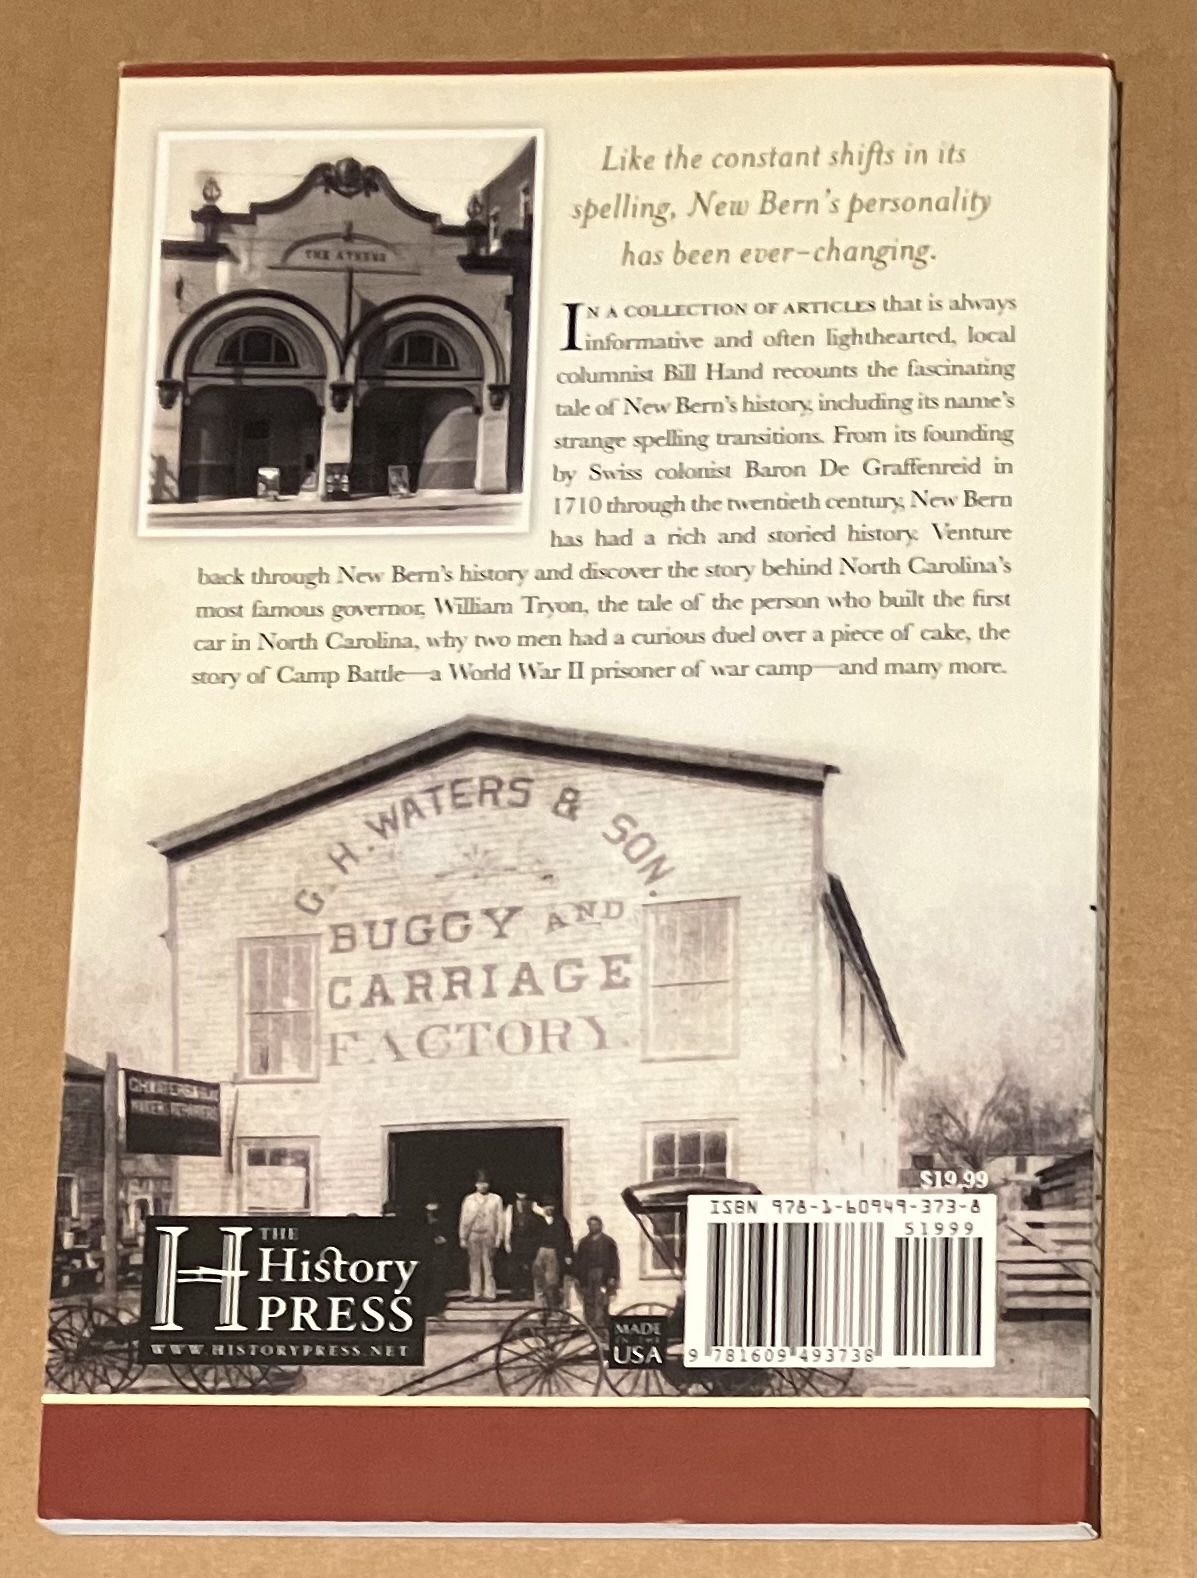 THE ATHENS
Like the constant shifts in its
spelling, New Bern's personality
has been ever-changing.
IN A COLLECTION OF ARTICLES that is always
informative and often lighthearted, local
columnist Bill Hand recounts the fascinating
tale of New Bern's history, including its name's
strange spelling transitions. From its founding
by Swiss colonist Baron De Graffenreid in
1710 through the twentieth century, New Bern
has had a rich and storied history. Venture
back through New Bern's history and discover the story behind North Carolina's
most famous governor, William Tryon, the tale of the person who built the first
car in North Carolina, why two men had a curious duel over a piece of cake, the
story of Camp Battle—a World War II prisoner of war camp—and many more.
G. H. WATERS & SON.
BUGGY AND
CARRIAGE
FACTORY.
$19.99
ISBN 978-1-60949-373-8
51999
9 781609 493738
THE
History
PRESS
WWW.HISTORYPRESS.NET
MADE
IN THE
USA